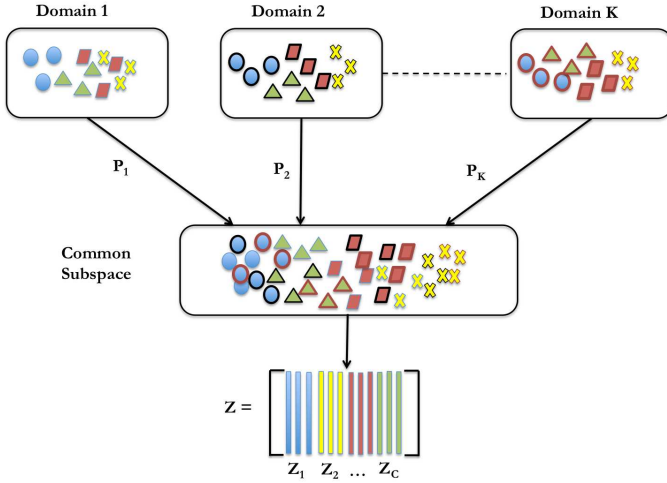 Domain 1
Domain 2
Domain K
P1
P2
PK
Common
Subspace
Z =
Z1 Z2 ... ZC